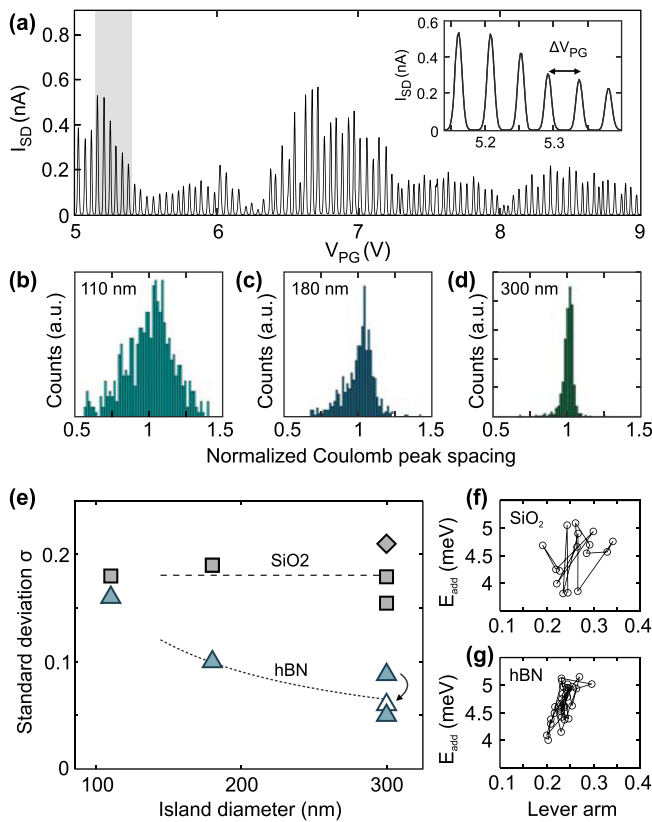 (a)
0.8
0.6
0.4
0.2
0
I_SD (nA)
5
6
7
8
9
V_PG (V)
0.6
0.4
0.2
0
I_SD (nA)
ΔV_PG
5.2
5.3
(b)
110 nm
Counts (a.u.)
0.5
1
1.5
(c)
180 nm
Counts (a.u.)
0.5
1
1.5
(d)
300 nm
Counts (a.u.)
0.5
1
1.5
Normalized Coulomb peak spacing
(e)
Standard deviation σ
0.2
0.1
0
SiO2
hBN
100
200
300
Island diameter (nm)
(f)
SiO₂
E_add (meV)
5
4.5
4
0.1
0.2
0.3
0.4
(g)
hBN
E_add (meV)
5
4.5
4
0.1
0.2
0.3
0.4
Lever arm